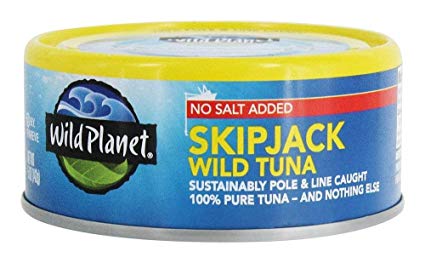 Wild Planet®
NO SALT ADDED
SKIPJACK
WILD TUNA
SUSTAINABLY POLE & LINE CAUGHT
100% PURE TUNA – AND NOTHING ELSE